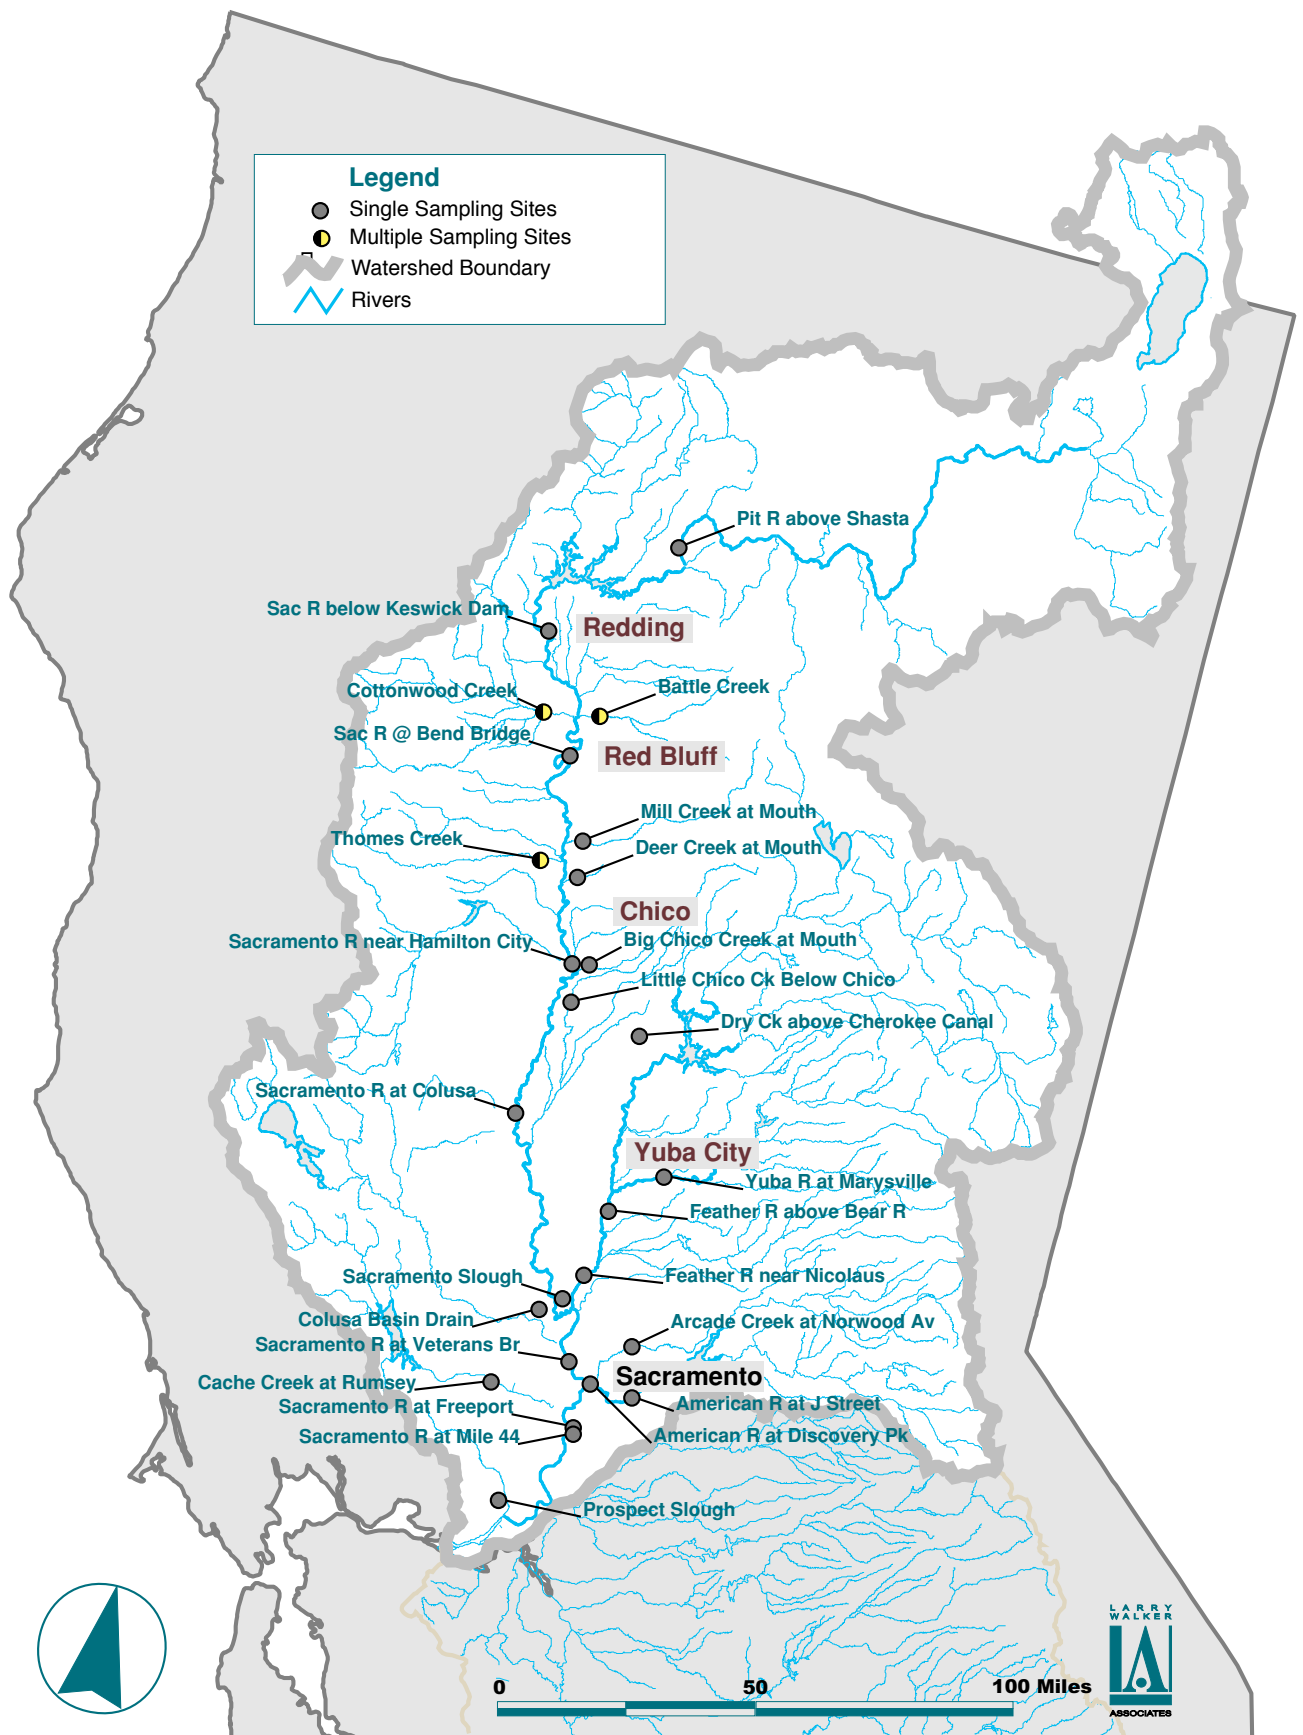 Legend
Single Sampling Sites
Multiple Sampling Sites
Watershed Boundary
Rivers
Pit R above Shasta
Sac R below Keswick Dam
Redding
Cottonwood Creek
Battle Creek
Sac R @ Bend Bridge
Red Bluff
Mill Creek at Mouth
Thomes Creek
Deer Creek at Mouth
Chico
Sacramento R near Hamilton City
Big Chico Creek at Mouth
Little Chico Ck Below Chico
Dry Ck above Cherokee Canal
Sacramento R at Colusa
Yuba City
Yuba R at Marysville
Feather R above Bear R
Sacramento Slough
Feather R near Nicolaus
Colusa Basin Drain
Arcade Creek at Norwood Av
Sacramento R at Veterans Br
Sacramento
Cache Creek at Rumsey
American R at J Street
Sacramento R at Freeport
Sacramento R at Mile 44
American R at Discovery Pk
Prospect Slough
LARRY
WALKER
LA
ASSOCIATES
0 50 100 Miles